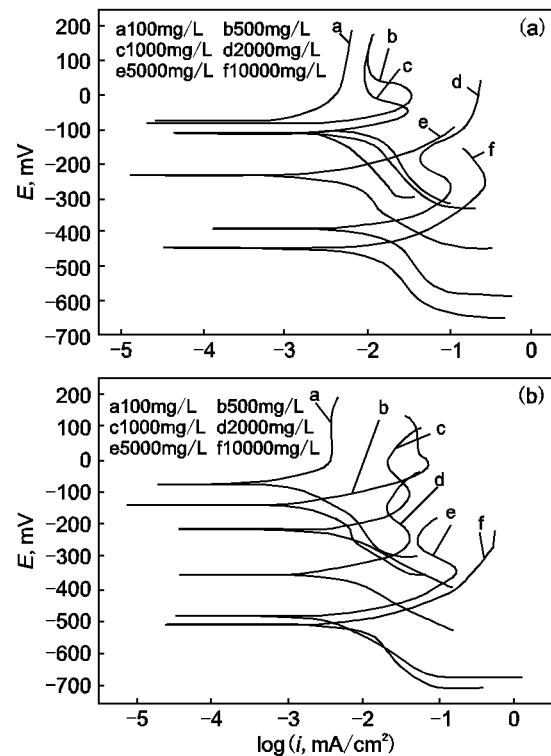 (a)
a100mg/L b500mg/L
c1000mg/L d2000mg/L
e5000mg/L f10000mg/L
a
b
c
d
e
f
200
100
0
-100
-200
-300
-400
-500
-600
-700
E, mV
-5 -4 -3 -2 -1 0
(b)
a100mg/L b500mg/L
c1000mg/L d2000mg/L
e5000mg/L f10000mg/L
a
b
c
d
e
f
200
100
0
-100
-200
-300
-400
-500
-600
-700
E, mV
-5 -4 -3 -2 -1 0
log(i, mA/cm²)